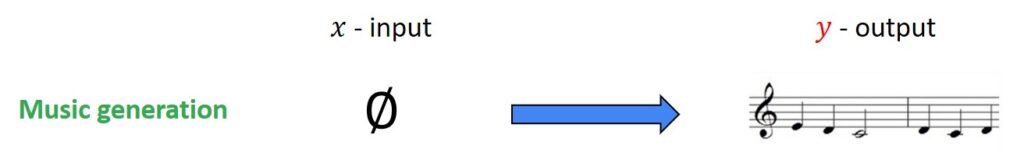 x - input
y - output
Music generation
∅